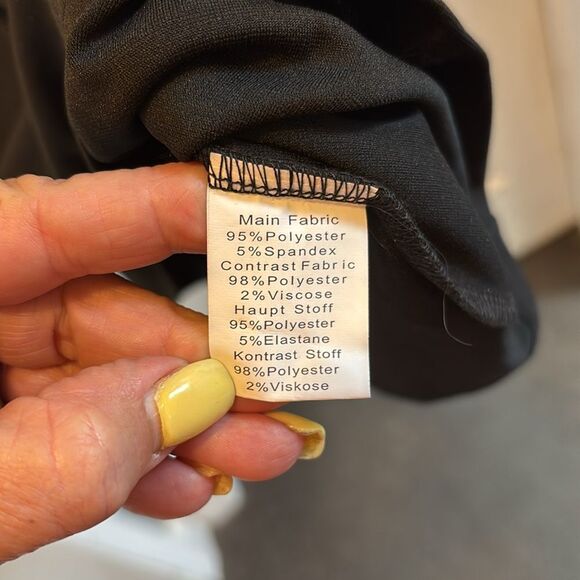 Main Fabric
95%Polyester
5%Spandex
Contrast Fabric
98%Polyester
2%Viscose
Haupt Stoff
95%Polyester
5%Elastane
Kontrast Stoff
98%Polyester
2%Viskose